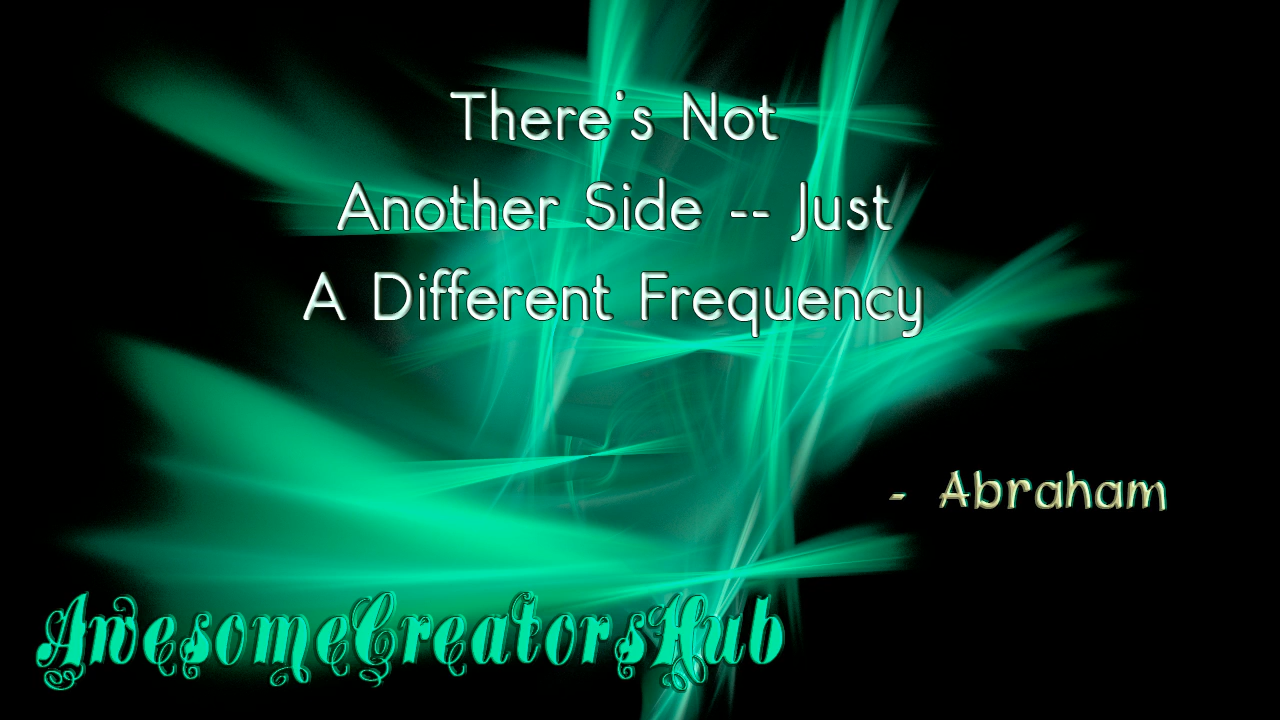 There's Not
Another Side -- Just
A Different Frequency
- Abraham
AwesomeCreatorsHub